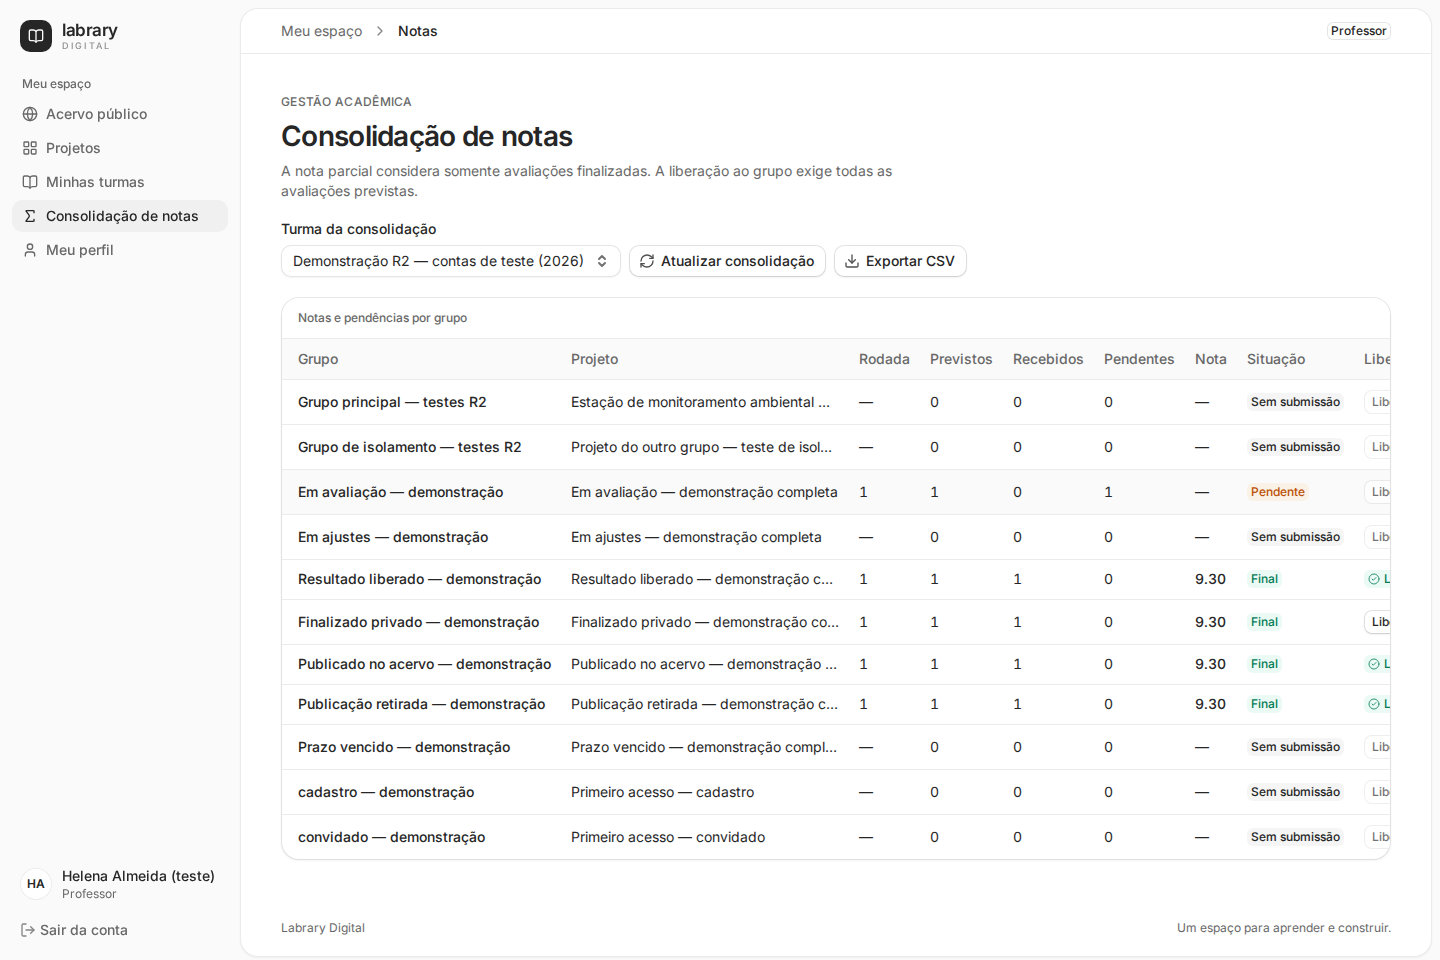 labrary
DIGITAL
Meu espaço
Acervo público
Projetos
Minhas turmas
Consolidação de notas
Meu perfil
HA
Helena Almeida (teste)
Professor
Sair da conta
Meu espaço > Notas
Professor
GESTÃO ACADÊMICA
Consolidação de notas
A nota parcial considera somente avaliações finalizadas. A liberação ao grupo exige todas as
avaliações previstas.
Turma da consolidação
Demonstração R2 — contas de teste (2026)
Atualizar consolidação
Exportar CSV
Notas e pendências por grupo
Grupo Projeto Rodada Previstos Recebidos Pendentes Nota Situação Libe
Grupo principal — testes R2 Estação de monitoramento ambiental ... — 0 0 0 — Sem submissão Lib
Grupo de isolamento — testes R2 Projeto do outro grupo — teste de isol... — 0 0 0 — Sem submissão Lib
Em avaliação — demonstração Em avaliação — demonstração completa 1 1 0 1 — Pendente Lib
Em ajustes — demonstração Em ajustes — demonstração completa — 0 0 0 — Sem submissão Lib
Resultado liberado — demonstração Resultado liberado — demonstração c... 1 1 1 0 9.30 Final L
Finalizado privado — demonstração Finalizado privado — demonstração co... 1 1 1 0 9.30 Final Lib
Publicado no acervo — demonstração Publicado no acervo — demonstração ... 1 1 1 0 9.30 Final L
Publicação retirada — demonstração Publicação retirada — demonstração c... 1 1 1 0 9.30 Final L
Prazo vencido — demonstração Prazo vencido — demonstração compl... — 0 0 0 — Sem submissão Lib
cadastro — demonstração Primeiro acesso — cadastro — 0 0 0 — Sem submissão Lib
convidado — demonstração Primeiro acesso — convidado — 0 0 0 — Sem submissão Lib
Labrary Digital
Um espaço para aprender e construir.